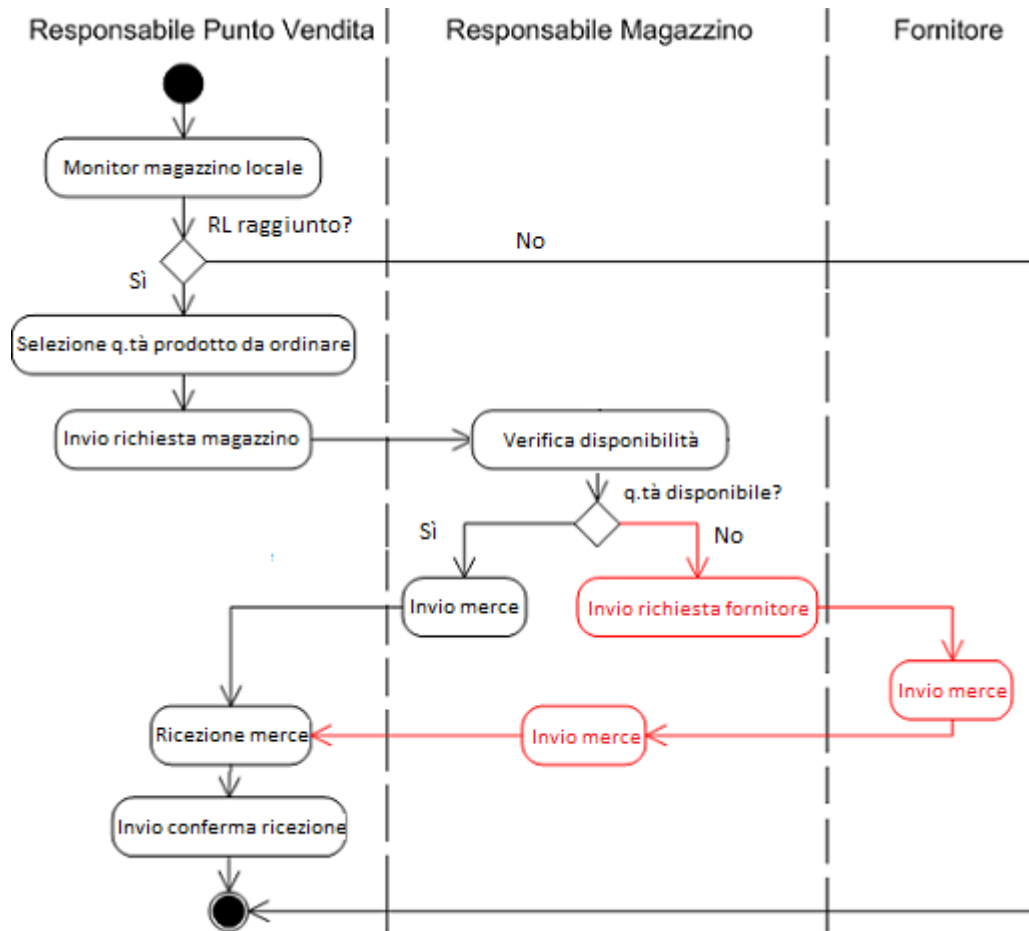 Responsabile Punto Vendita
Responsabile Magazzino
Fornitore
Monitor magazzino locale
RL raggiunto?
No
Sì
Selezione q.tà prodotto da ordinare
Invio richiesta magazzino
Verifica disponibilità
q.tà disponibile?
Sì
No
Invio merce
Invio richiesta fornitore
Invio merce
Ricezione merce
Invio merce
Invio conferma ricezione